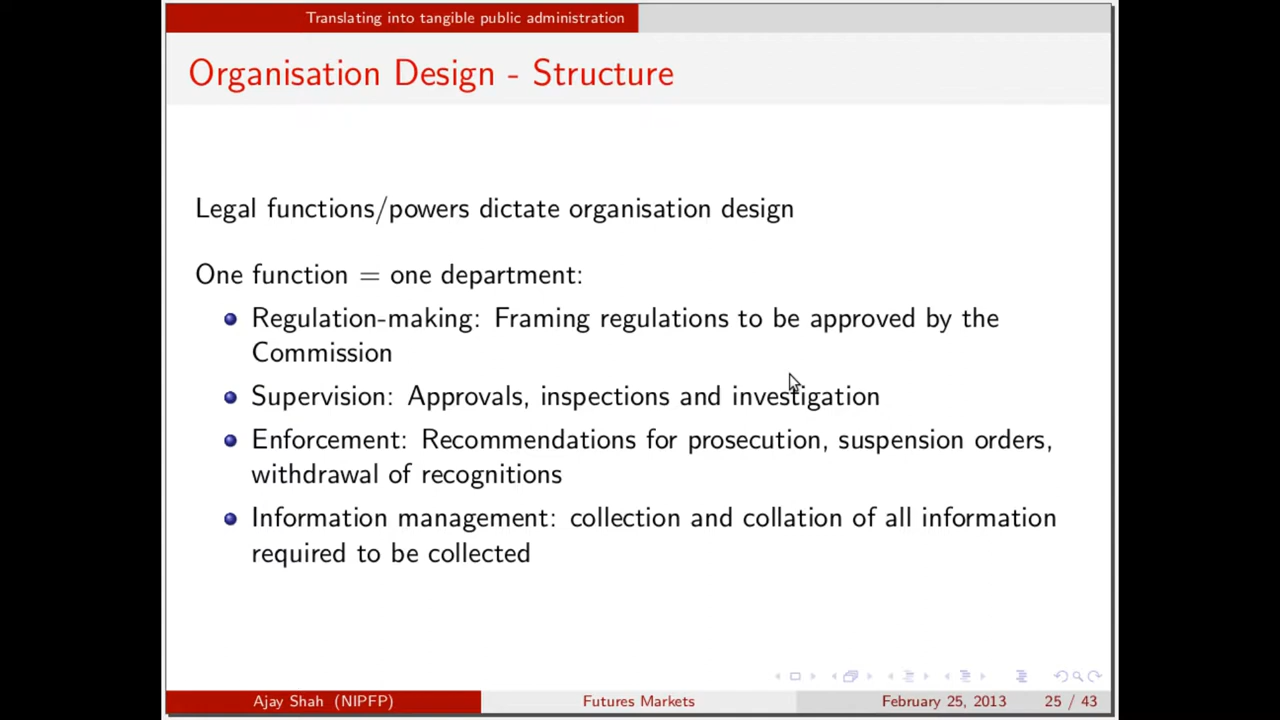 Translating into tangible public administration
Organisation Design - Structure
Legal functions/powers dictate organisation design
One function = one department:
Regulation-making: Framing regulations to be approved by the
Commission
Supervision: Approvals, inspections and investigation
Enforcement: Recommendations for prosecution, suspension orders,
withdrawal of recognitions
Information management: collection and collation of all information
required to be collected
Ajay Shah (NIPFP) Futures Markets February 25, 2013 25 / 43